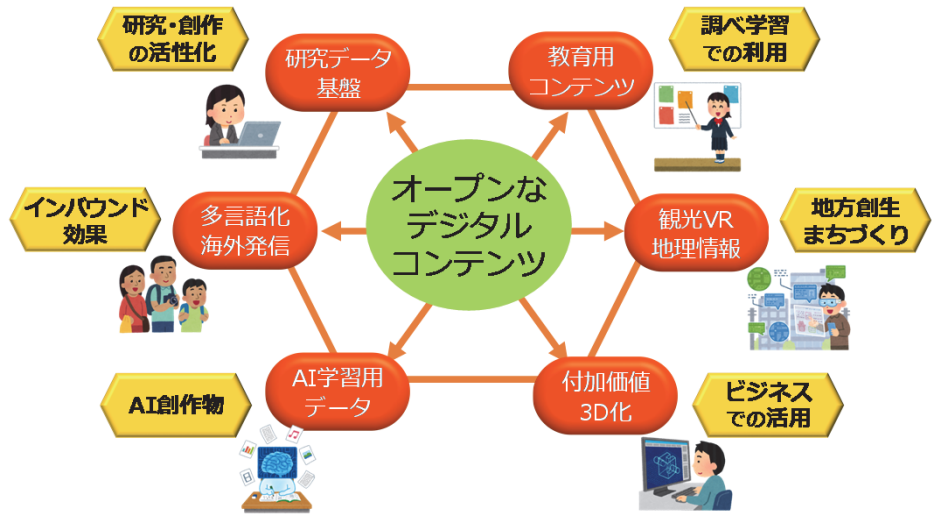 研究・創作
の活性化
研究データ
基盤
教育用
コンテンツ
調べ学習
での利用
インバウンド
効果
多言語化
海外発信
オープンな
デジタル
コンテンツ
観光VR
地理情報
地方創生
まちづくり
AI創作物
AI学習用
データ
付加価値
3D化
ビジネス
での活用